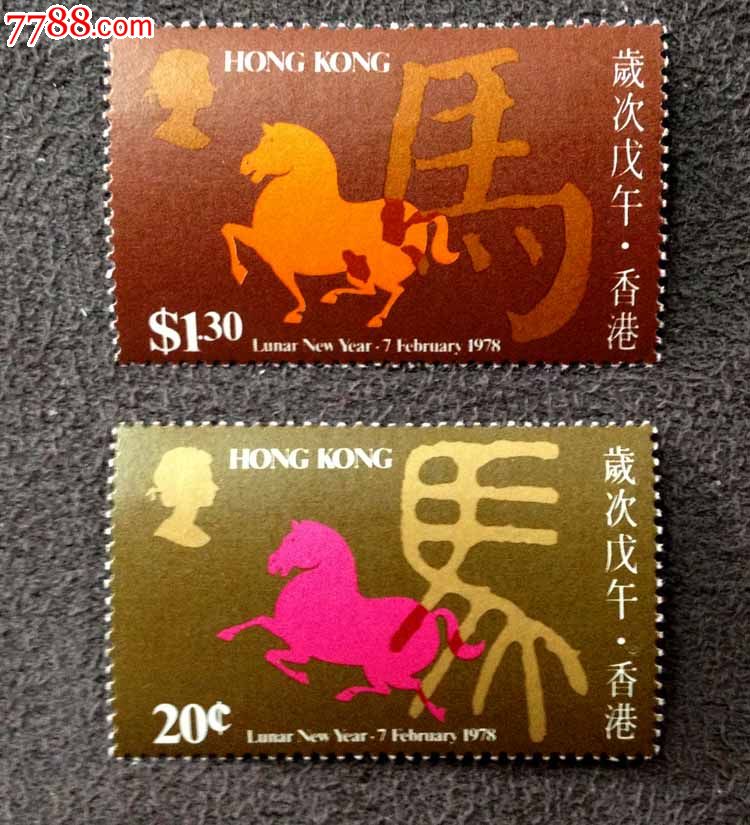 7788.com
HONG KONG
馬
歲次戊午·香港
$1.30
Lunar New Year - 7 February 1978
HONG KONG
馬
歲次戊午·香港
20¢
Lunar New Year - 7 February 1978